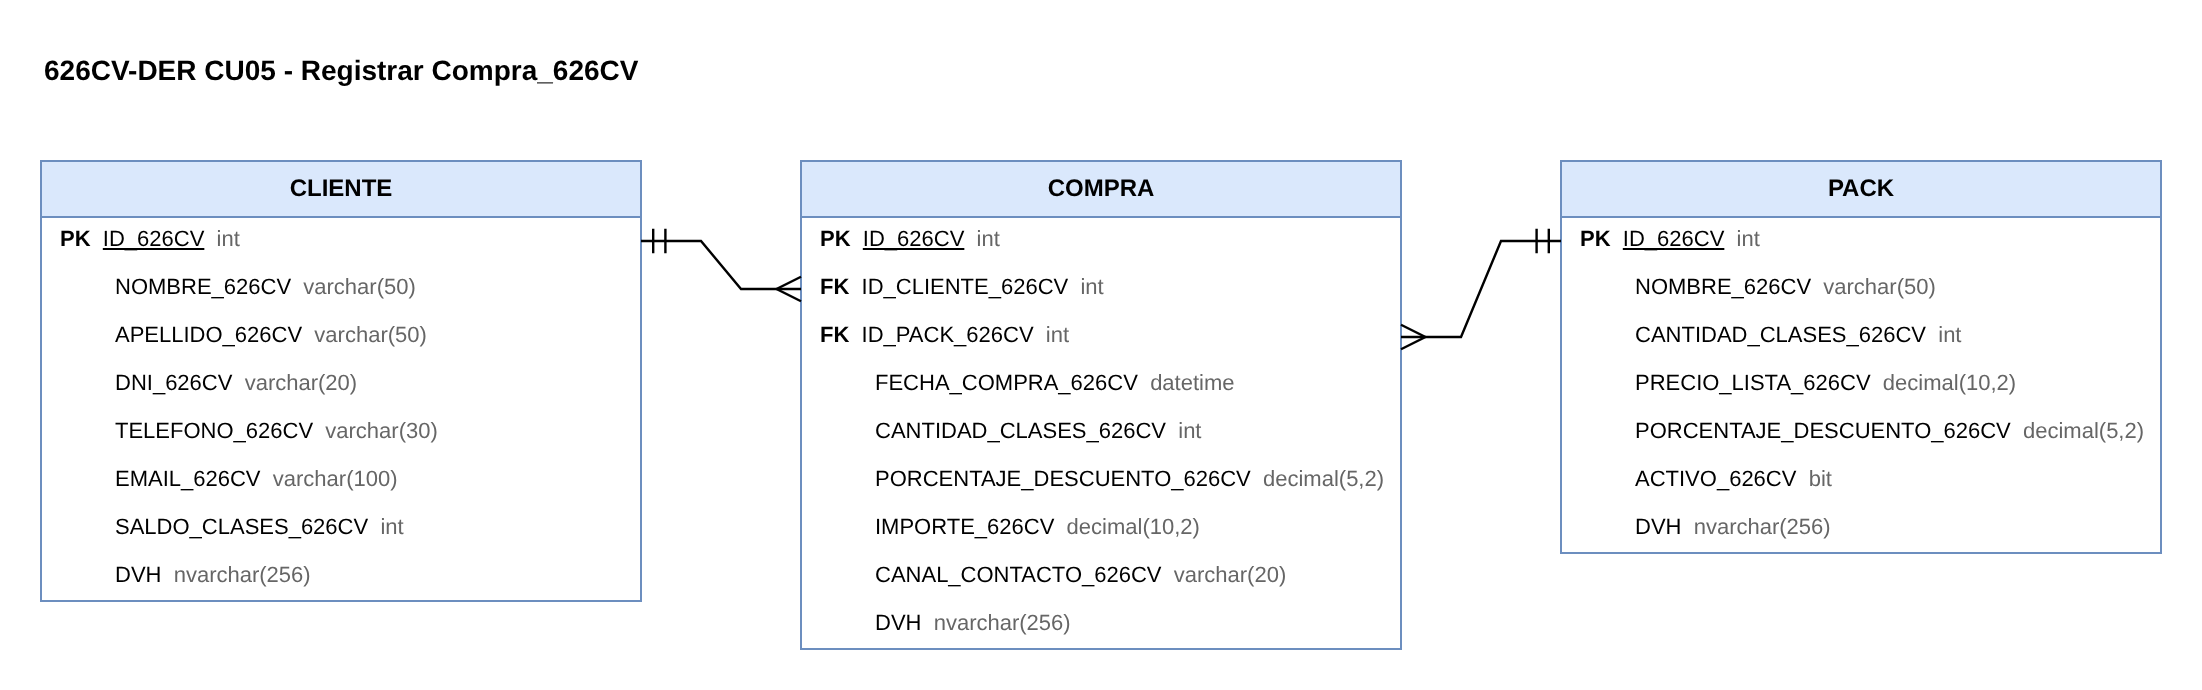 626CV-DER CU05 - Registrar Compra_626CV
CLIENTE
PK ID_626CV int
NOMBRE_626CV varchar(50)
APELLIDO_626CV varchar(50)
DNI_626CV varchar(20)
TELEFONO_626CV varchar(30)
EMAIL_626CV varchar(100)
SALDO_CLASES_626CV int
DVH nvarchar(256)
COMPRA
PK ID_626CV int
FK ID_CLIENTE_626CV int
FK ID_PACK_626CV int
FECHA_COMPRA_626CV datetime
CANTIDAD_CLASES_626CV int
PORCENTAJE_DESCUENTO_626CV decimal(5,2)
IMPORTE_626CV decimal(10,2)
CANAL_CONTACTO_626CV varchar(20)
DVH nvarchar(256)
PACK
PK ID_626CV int
NOMBRE_626CV varchar(50)
CANTIDAD_CLASES_626CV int
PRECIO_LISTA_626CV decimal(10,2)
PORCENTAJE_DESCUENTO_626CV decimal(5,2)
ACTIVO_626CV bit
DVH nvarchar(256)